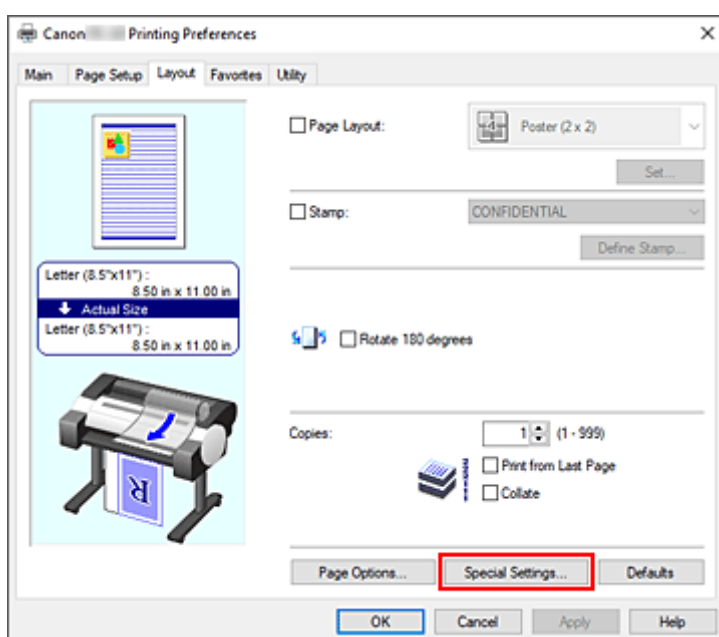 Canon Printing Preferences
Main Page Setup Layout Favorites Utility
Page Layout: 4 Poster (2 x 2)
Set...
Stamp: CONFIDENTIAL
Define Stamp...
Letter (8.5"x11") :
8.50 in x 11.00 in
Actual Size
Letter (8.5"x11") :
8.50 in x 11.00 in
Rotate 180 degrees
R
Copies: 1 (1 - 999)
Print from Last Page
Collate
Page Options... Special Settings... Defaults
OK Cancel Apply Help